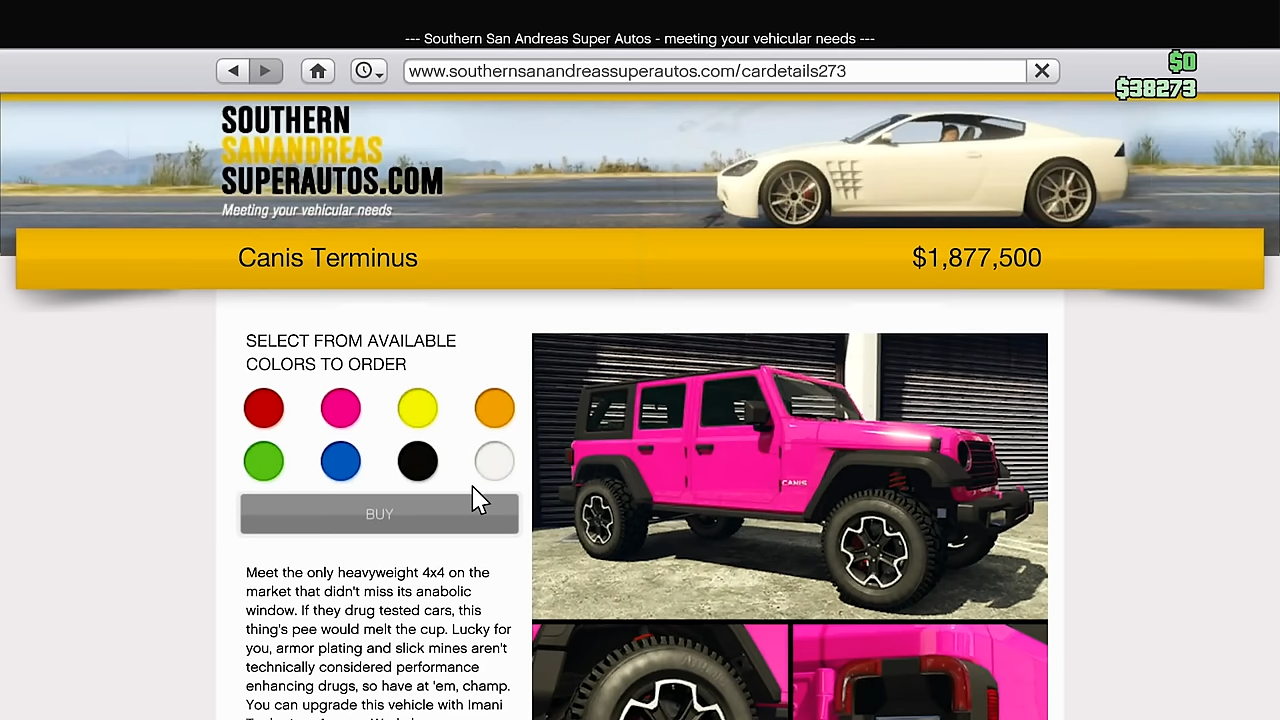 --- Southern San Andreas Super Autos - meeting your vehicular needs ---
www.southernsanandreassuperautos.com/cardetails273
$0
$38273
SOUTHERN
SANANDREAS
SUPERAUTOS.COM
Meeting your vehicular needs
Canis Terminus
$1,877,500
SELECT FROM AVAILABLE
COLORS TO ORDER
BUY
CANIS
Meet the only heavyweight 4x4 on the
market that didn't miss its anabolic
window. If they drug tested cars, this
thing's pee would melt the cup. Lucky for
you, armor plating and slick mines aren't
technically considered performance
enhancing drugs, so have at 'em, champ.
You can upgrade this vehicle with Imani